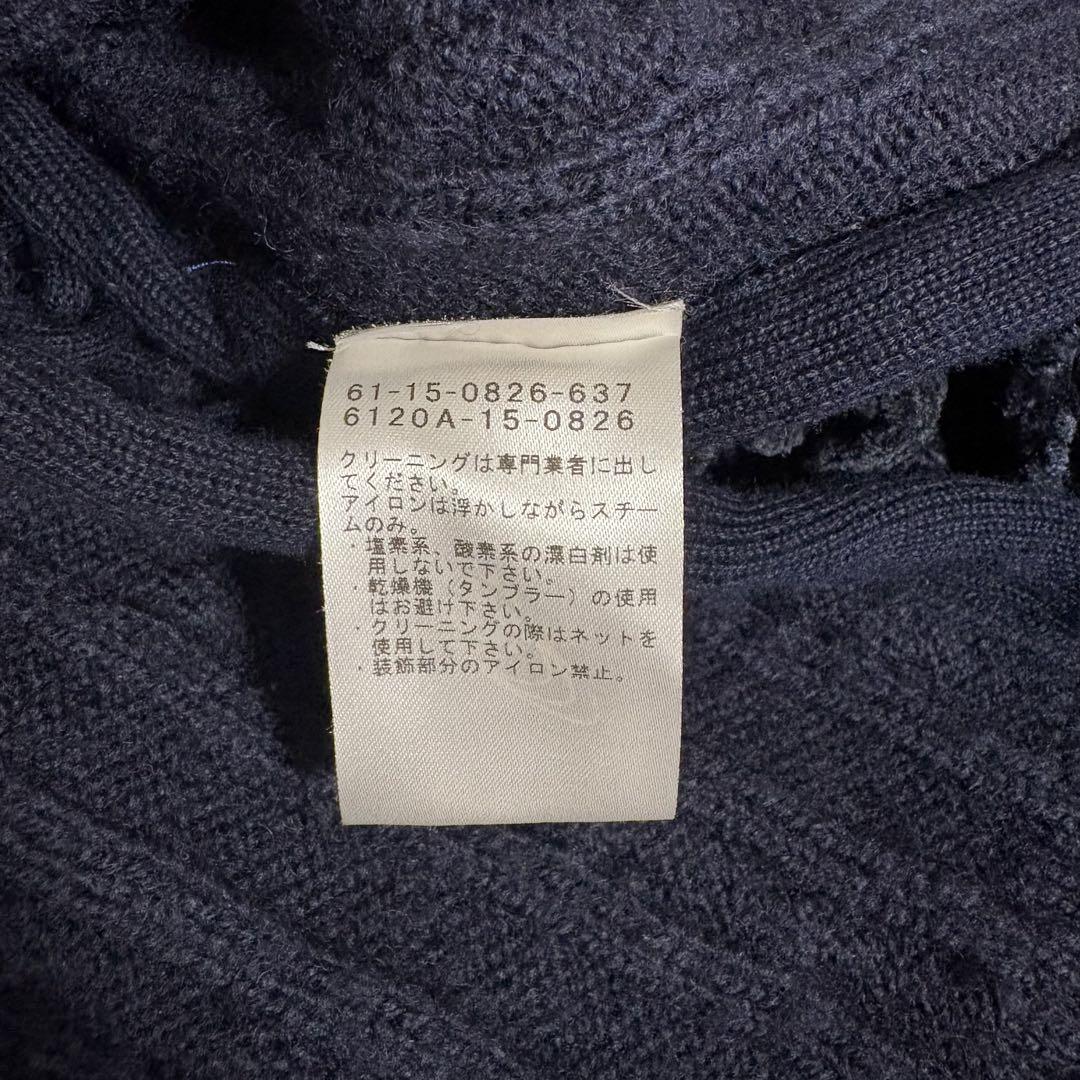 61-15-0826-637
6120A-15-0826
クリーニングは専門業者に出し
てください。
アイロンは浮かしながらスチー
ムのみ。
・塩素系、酸素系の漂白剤は使
用しないで下さい。
・乾燥機(タンブラー)の使用
はお避け下さい。
・クリーニングの際はネットを
使用して下さい。
・装飾部分のアイロン禁止。